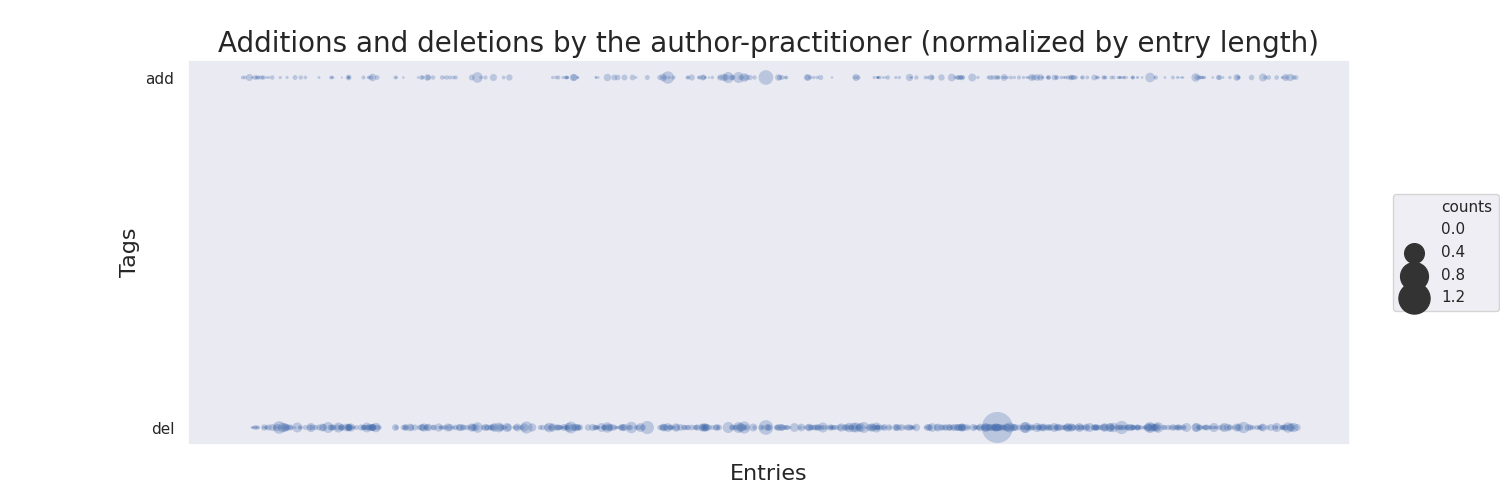 Additions and deletions by the author-practitioner (normalized by entry length)
add
Tags
del
Entries
counts
0.0
0.4
0.8
1.2